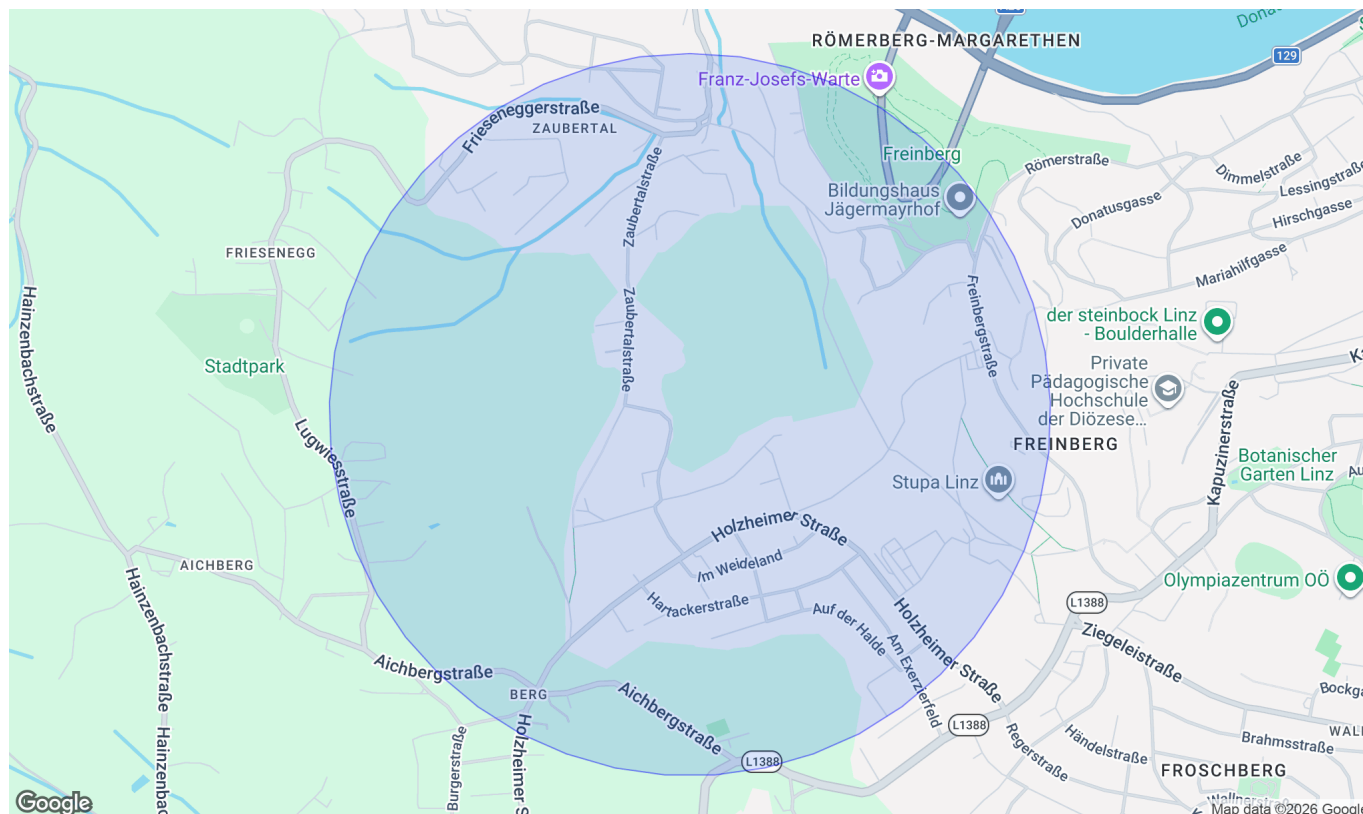 Donau
129
RÖMERBERG-MARGARETHEN
129
Franz-Josefs-Warte
Frieseneggerstraße
ZAUBERTAL
Freinberg
Römerstraße
Dimmelstraße
Lessingstraße
Bildungshaus
Jägermayrhof
Zaubertalstraße
Donatusgasse
Hirschgasse
FRIESENEGG
Mariahilfgasse
Hainzenbachstraße
Zaubertalstraße
Freinbergstraße
der steinbock Linz
- Boulderhalle
Stadtpark
Private
Pädagogische
Hochschule
der Diözese...
Kapuzinerstraße
Lugwiesstraße
FREINBERG
Botanischer
Garten Linz
Stupa Linz
Holzheimer Straße
Im Weideland
AICHBERG
Olympiazentrum OÖ
Hartackerstraße
Auf der Halde
L1388
Hainzenbachstraße
Holzheimer Straße
Am Exerzierfeld
Ziegeleistraße
Aichbergstraße
BERG
Aichbergstraße
L1388
Burgerstraße
Regerstraße
Händelstraße
Brahmsstraße
L1388
FROSCHBERG
Google
Map data ©2026 Google